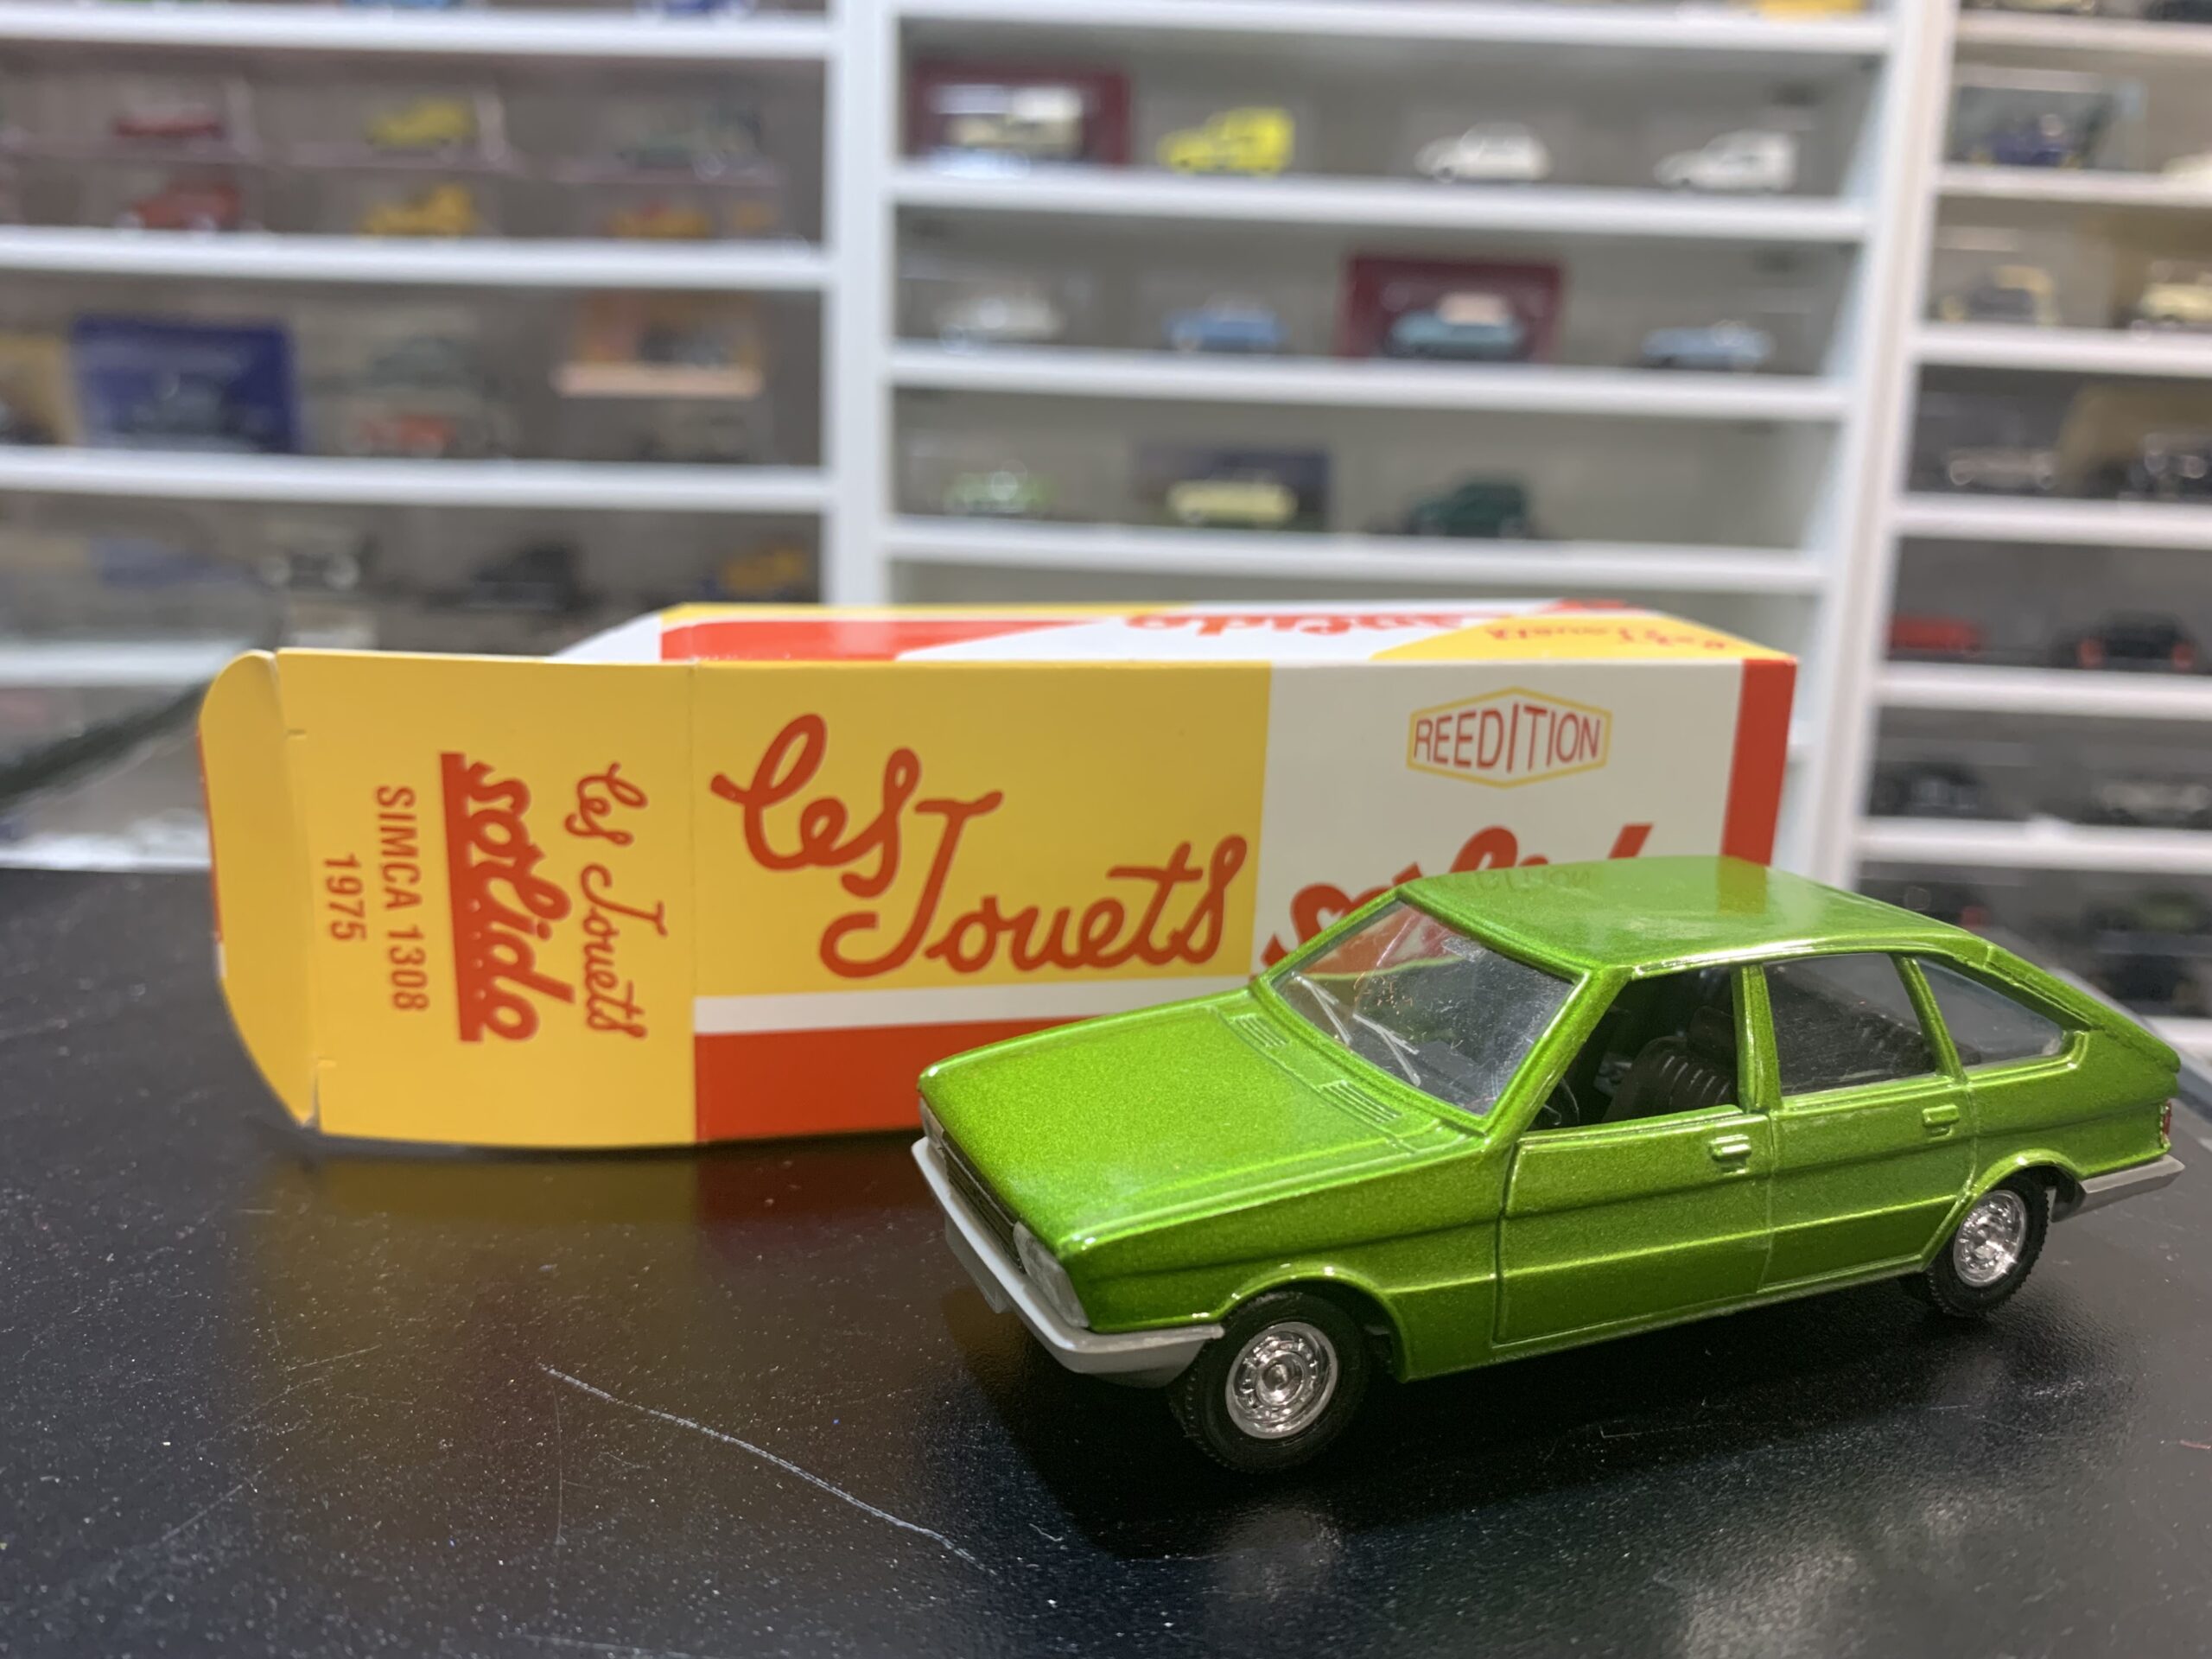 les Jouets
solido
SIMCA 1308
1975
Les Jouets
REEDITION